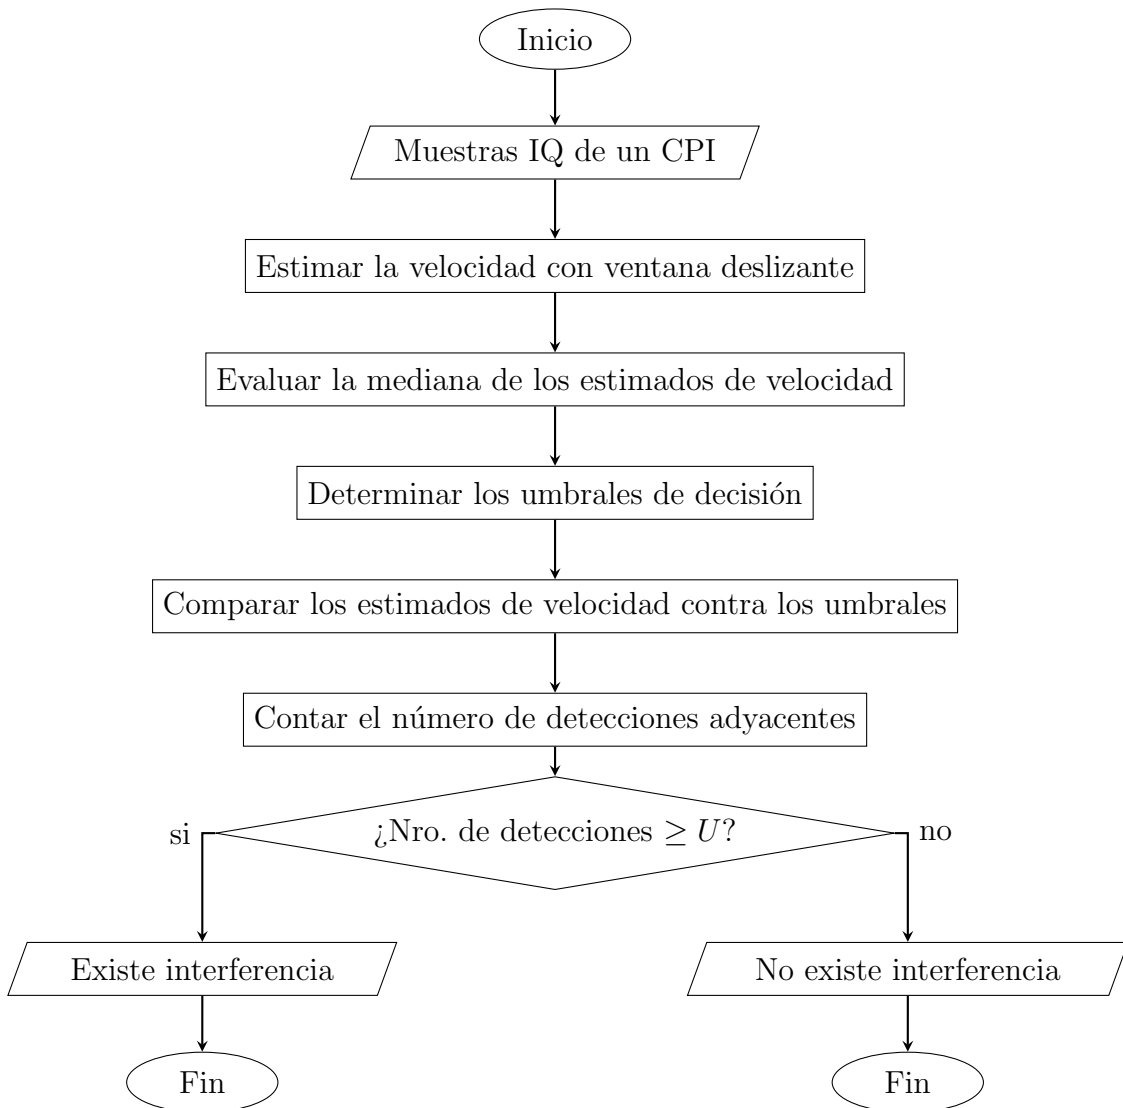 Inicio
Muestras IQ de un CPI
Estimar la velocidad con ventana deslizante
Evaluar la mediana de los estimados de velocidad
Determinar los umbrales de decisión
Comparar los estimados de velocidad contra los umbrales
Contar el número de detecciones adyacentes
¿Nro. de detecciones ≥ U?
si
no
Existe interferencia
No existe interferencia
Fin
Fin